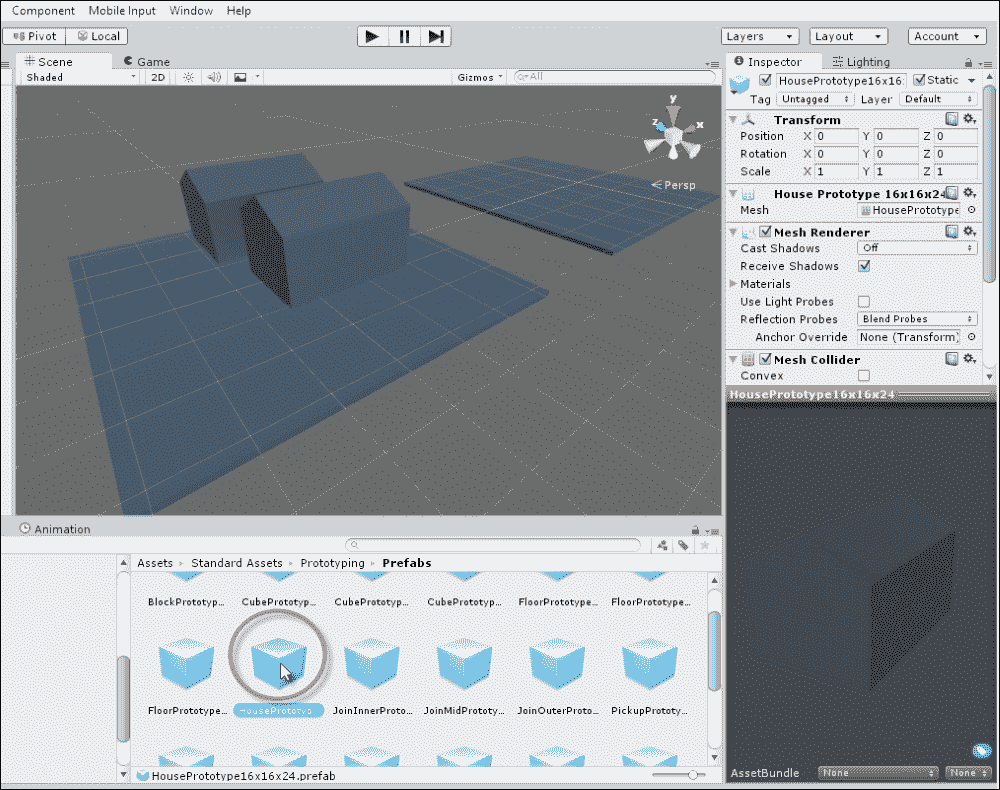 Component Mobile Input Window Help
Pivot Local Layers Layout Account
Scene Game
Shaded 2D Gizmos All
y
z x
Persp
Inspector Lighting
HousePrototype16x16: Static
Tag Untagged Layer Default
Transform
Position X 0 Y 0 Z 0
Rotation X 0 Y 0 Z 0
Scale X 1 Y 1 Z 1
House Prototype 16x16x24
Mesh HousePrototype
Mesh Renderer
Cast Shadows Off
Receive Shadows
Materials
Use Light Probes
Reflection Probes Blend Probes
Anchor Override None (Transform)
Mesh Collider
Convex
HousePrototype16x16x24
Animation
Assets Standard Assets Prototyping Prefabs
BlockPrototyp... CubePrototyp... CubePrototyp... CubePrototyp... FloorPrototype... FloorPrototype...
FloorPrototype... HousePrototyp... JoinInnerProto... JoinMidPrototy... JoinOuterProto... PickupPrototy...
HousePrototype16x16x24.prefab
AssetBundle None None